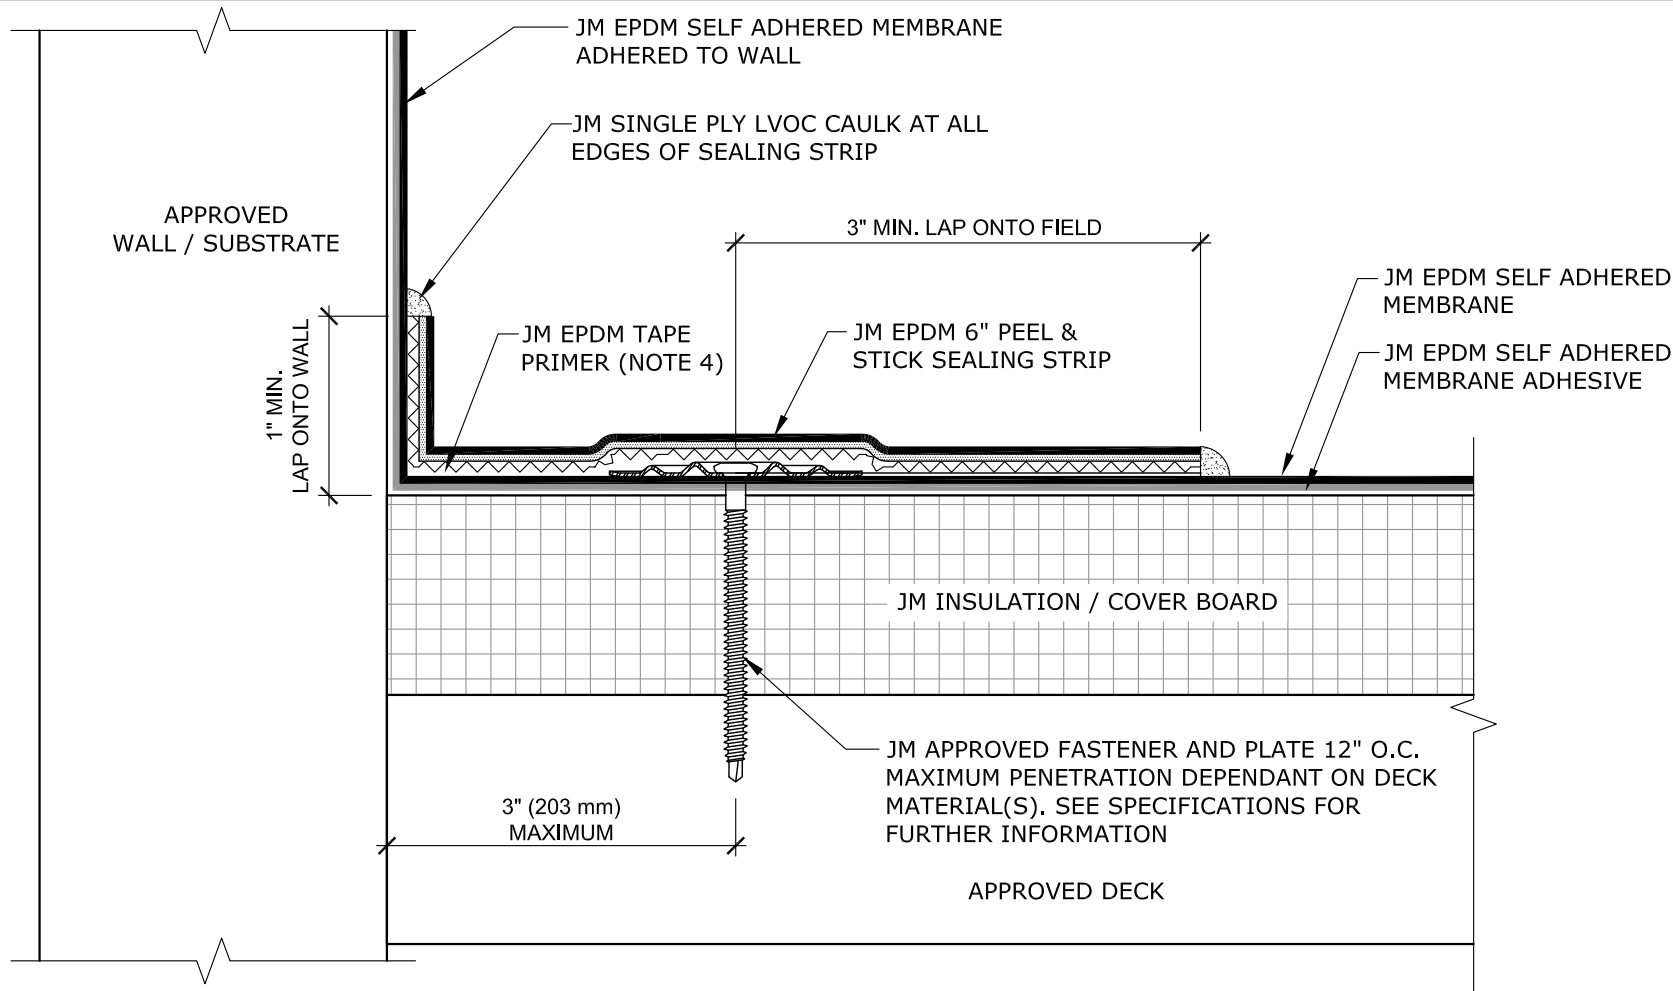 JM EPDM SELF ADHERED MEMBRANE
ADHERED TO WALL
JM SINGLE PLY LVOC CAULK AT ALL
EDGES OF SEALING STRIP
APPROVED
WALL / SUBSTRATE
3" MIN. LAP ONTO FIELD
JM EPDM SELF ADHERED
MEMBRANE
JM EPDM TAPE
PRIMER (NOTE 4)
JM EPDM 6" PEEL &
STICK SEALING STRIP
JM EPDM SELF ADHERED
MEMBRANE ADHESIVE
1" MIN.
LAP ONTO WALL
JM INSULATION / COVER BOARD
JM APPROVED FASTENER AND PLATE 12" O.C.
MAXIMUM PENETRATION DEPENDANT ON DECK
MATERIAL(S). SEE SPECIFICATIONS FOR
FURTHER INFORMATION
3" (203 mm)
MAXIMUM
APPROVED DECK